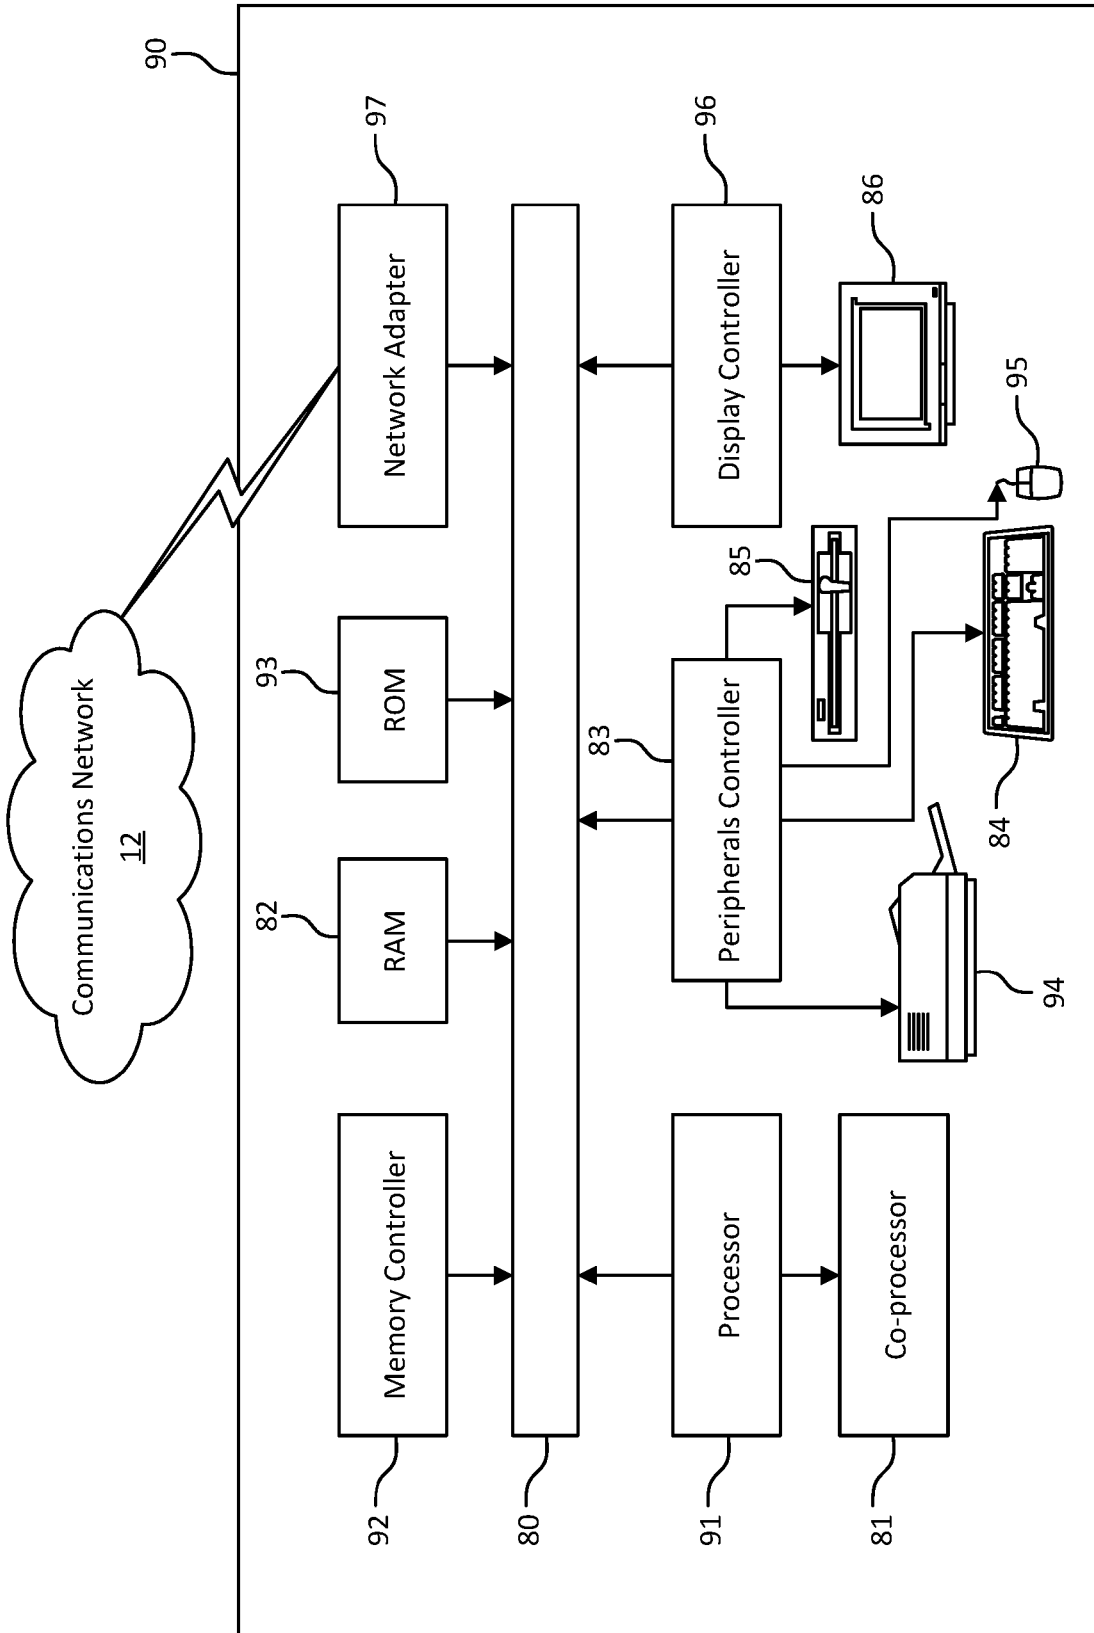 Communications Network
12
90
92
Memory Controller
82
RAM
93
ROM
97
Network Adapter
80
91
Processor
83
Peripherals Controller
96
Display Controller
81
Co-processor
94
84
85
95
86